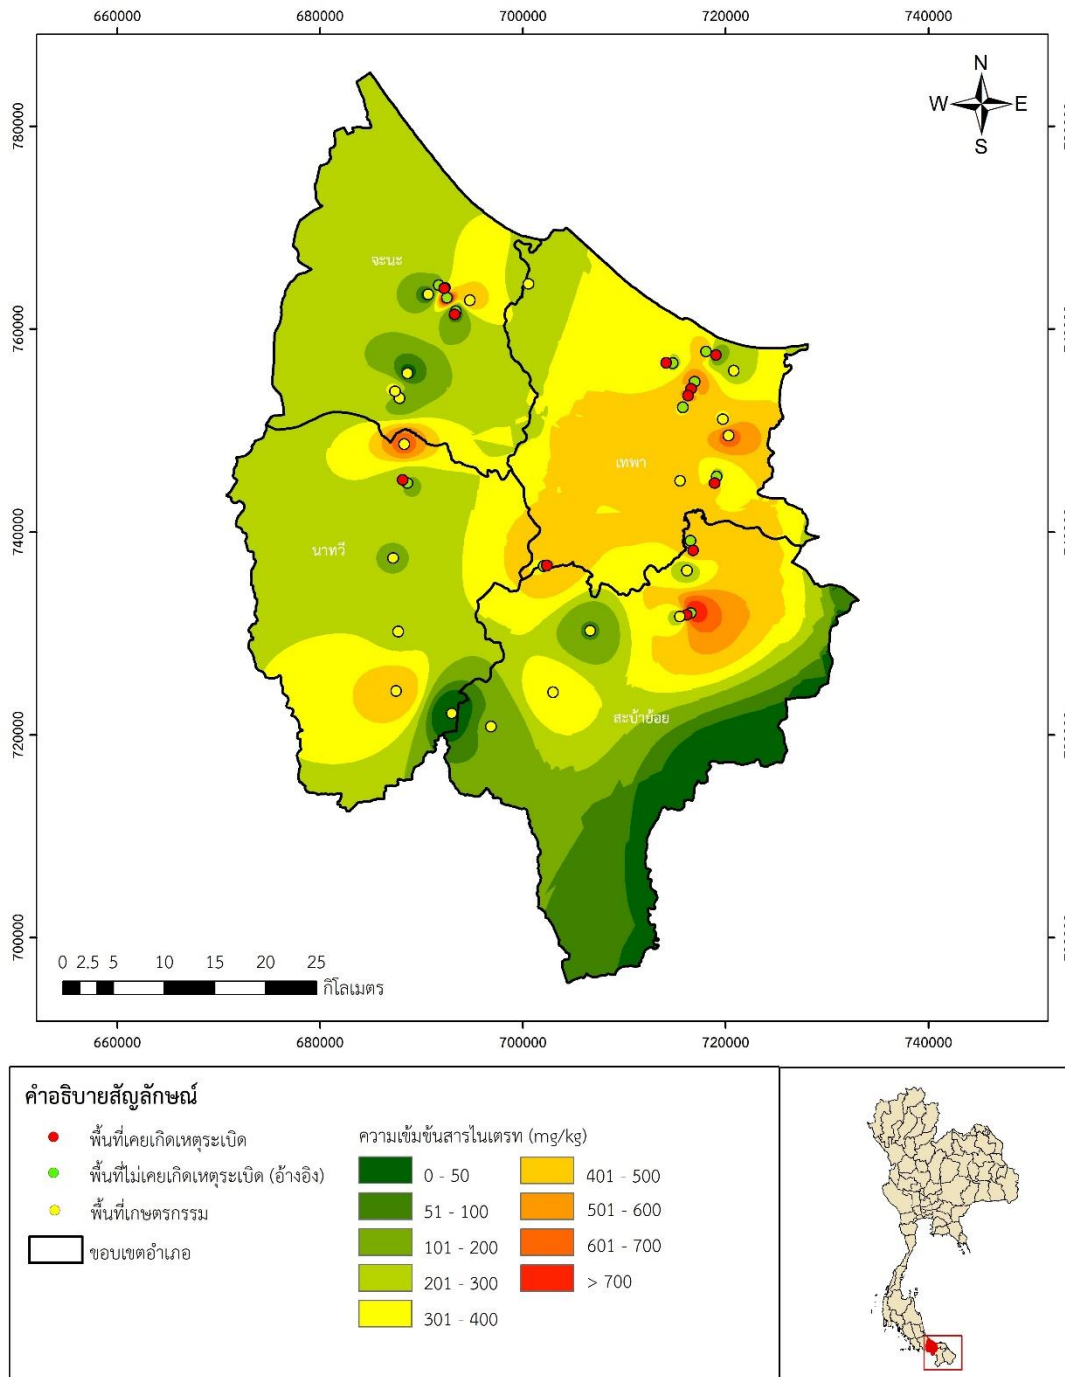 660000 680000 700000 720000 740000
N
W E
S
780000
760000
740000
720000
700000
จะนะ
เทพา
นาทวี
สะบ้าย้อย
0 2.5 5 10 15 20 25
กิโลเมตร
660000 680000 700000 720000 740000
คำอธิบายสัญลักษณ์
พื้นที่เคยเกิดเหตุระเบิด
พื้นที่ไม่เคยเกิดเหตุระเบิด (อ้างอิง)
พื้นที่เกษตรกรรม
ขอบเขตอำเภอ
ความเข้มข้นสารไนเตรท (mg/kg)
0 - 50
51 - 100
101 - 200
201 - 300
301 - 400
401 - 500
501 - 600
601 - 700
> 700